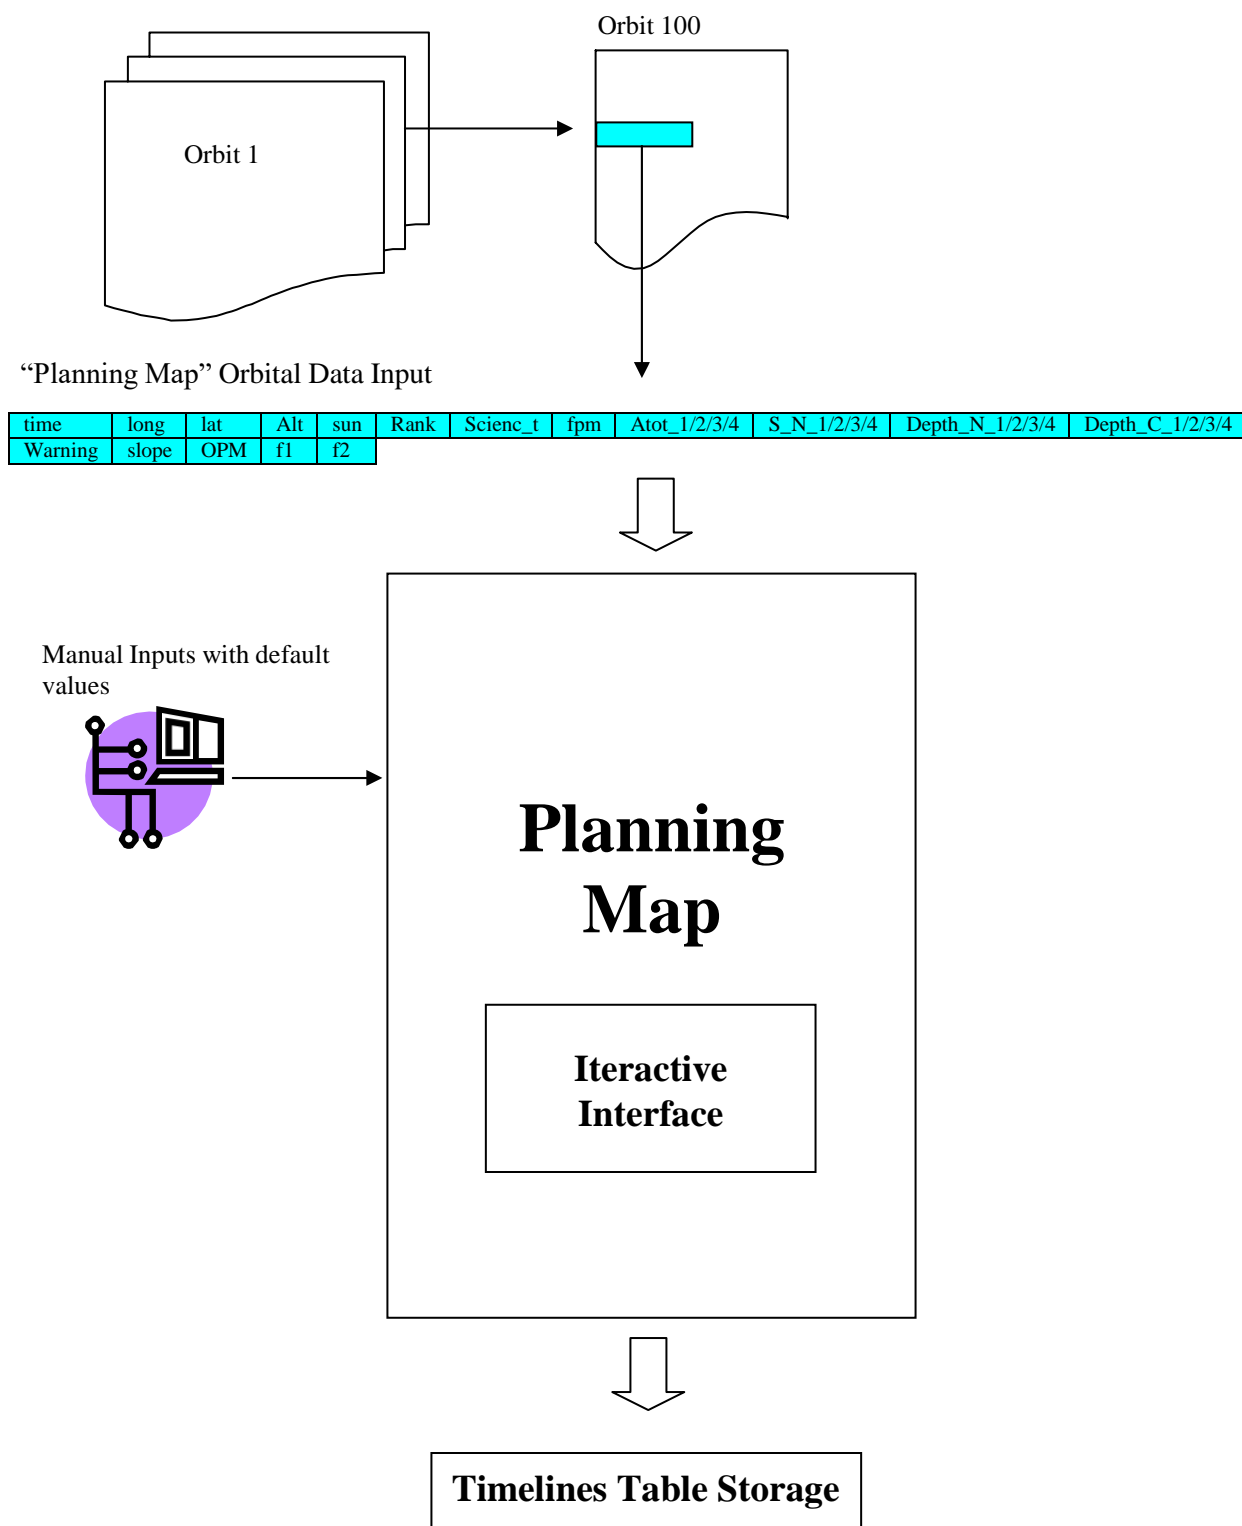 Orbit 100
Orbit 1
“Planning Map” Orbital Data Input
time long lat Alt sun Rank Scienc_t fpm Atot_1/2/3/4 S_N_1/2/3/4 Depth_N_1/2/3/4 Depth_C_1/2/3/4
Warning slope OPM f1 f2
Manual Inputs with default
values
Planning
Map
Iteractive
Interface
Timelines Table Storage